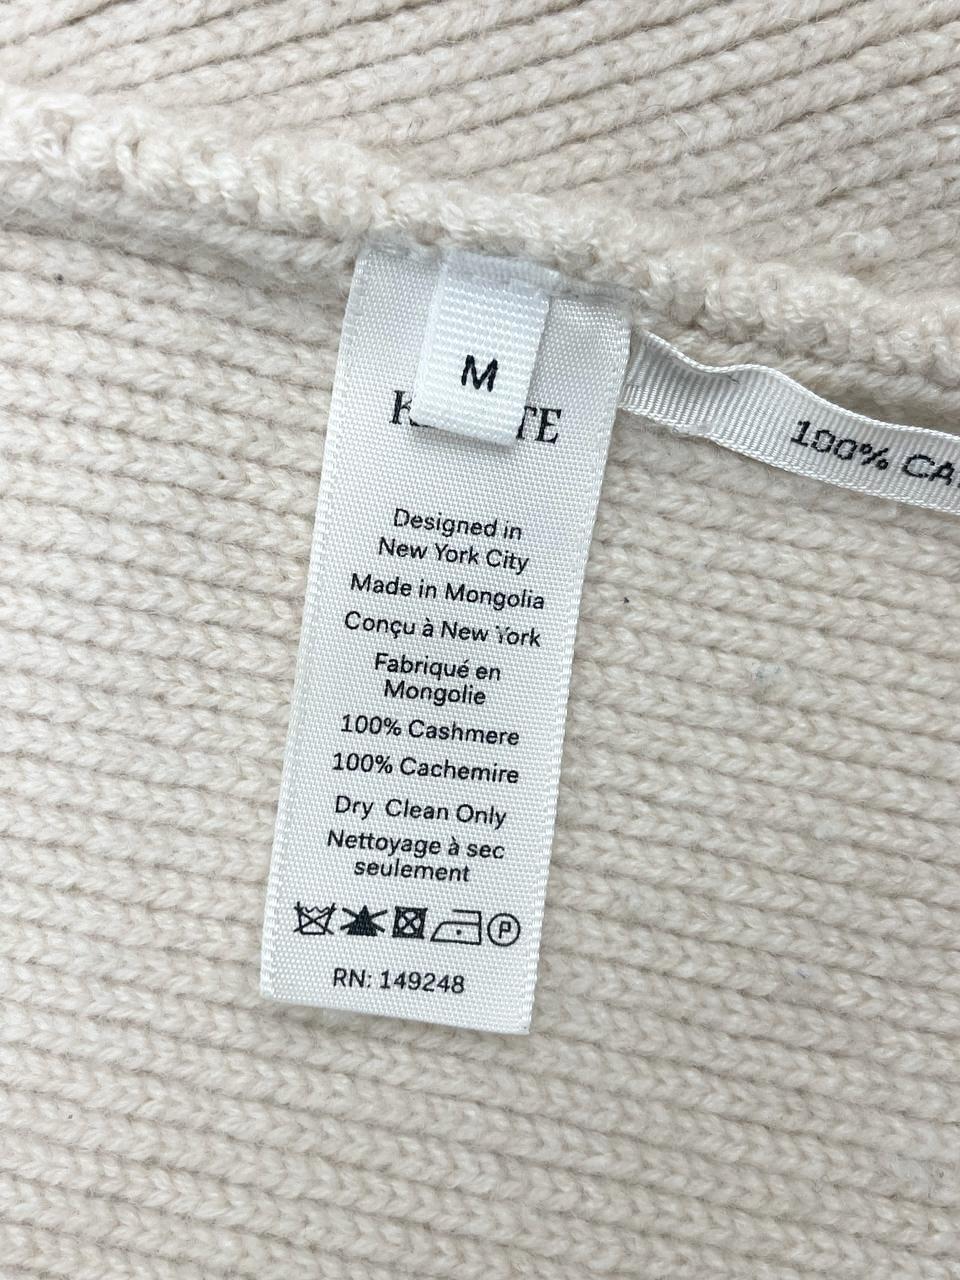 M
Designed in
New York City
Made in Mongolia
Conçu à New York
Fabriqué en
Mongolie
100% Cashmere
100% Cachemire
Dry Clean Only
Nettoyage à sec
seulement
P
RN: 149248
100% CA